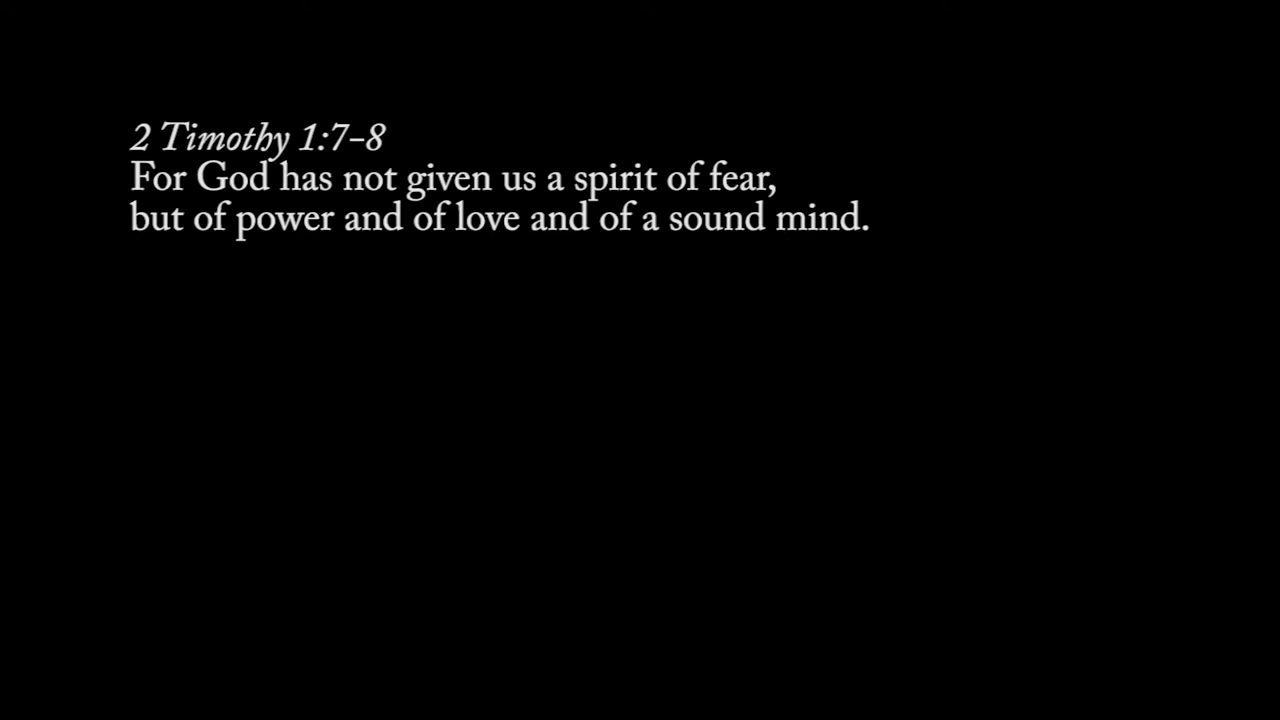 2 Timothy 1:7-8
For God has not given us a spirit of fear,
but of power and of love and of a sound mind.